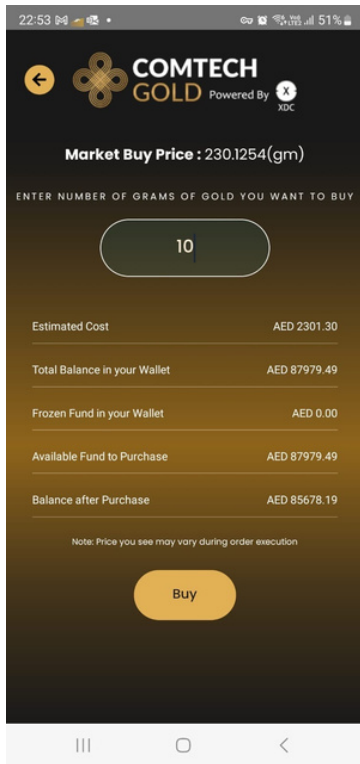 22:53 51%
COMTECH
GOLD Powered By X
XDC
Market Buy Price : 230.1254(gm)
ENTER NUMBER OF GRAMS OF GOLD YOU WANT TO BUY
10
Estimated Cost AED 2301.30
Total Balance in your Wallet AED 87979.49
Frozen Fund in your Wallet AED 0.00
Available Fund to Purchase AED 87979.49
Balance after Purchase AED 85678.19
Note: Price you see may vary during order execution
Buy